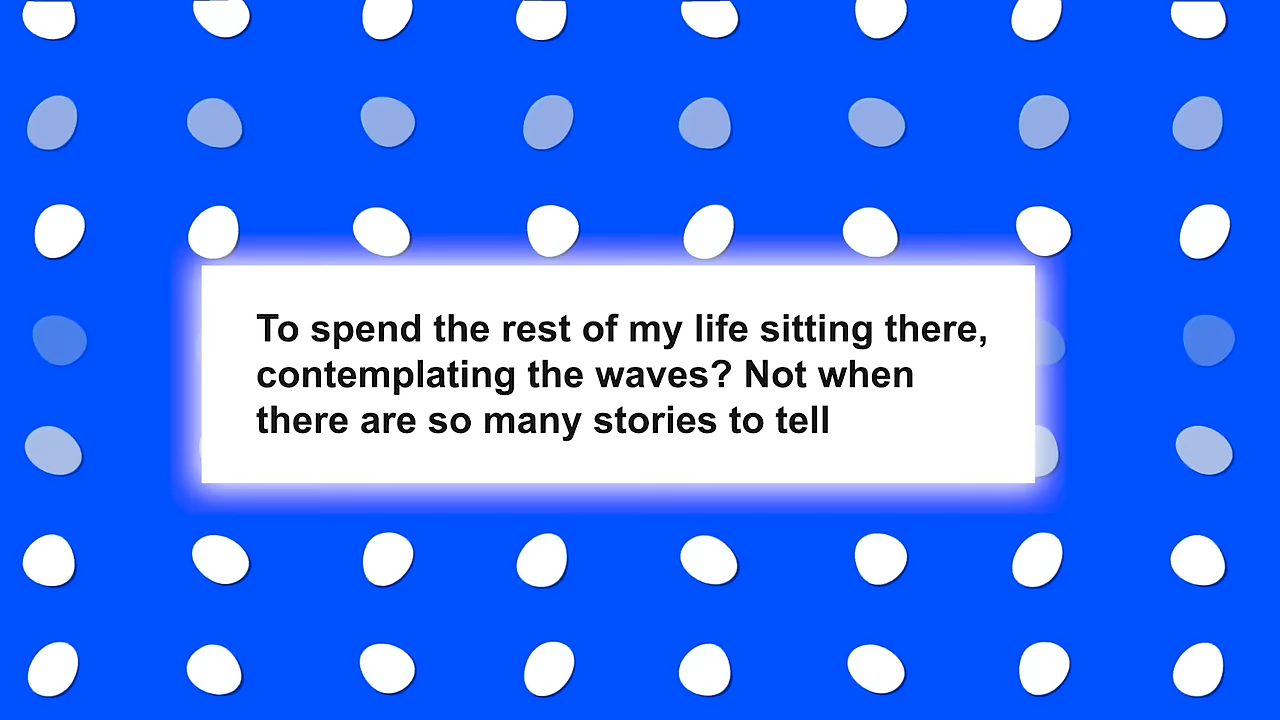 To spend the rest of my life sitting there,
contemplating the waves? Not when
there are so many stories to tell